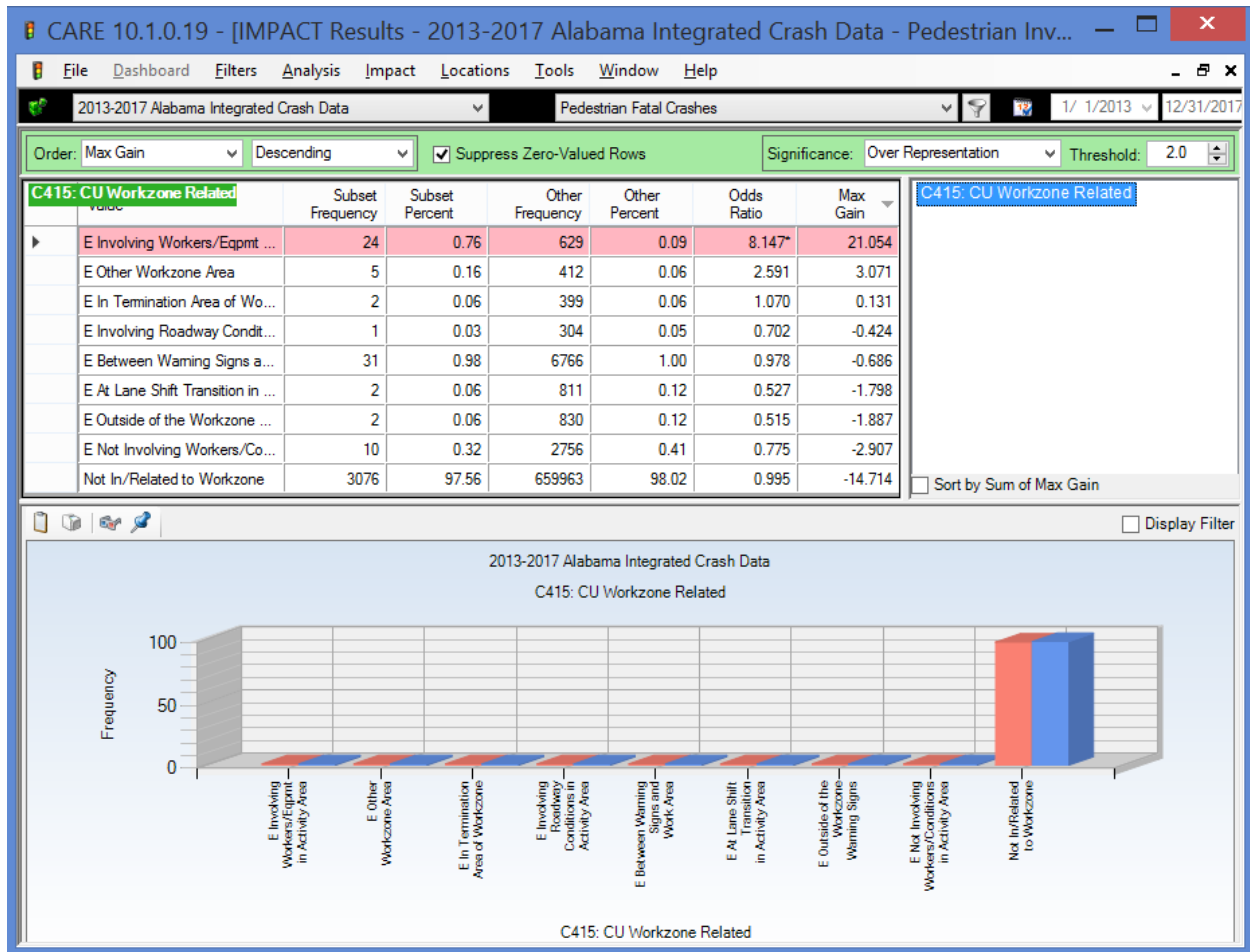 CARE 10.1.0.19 - [IMPACT Results - 2013-2017 Alabama Integrated Crash Data - Pedestrian Inv...
File Dashboard Filters Analysis Impact Locations Tools Window Help
2013-2017 Alabama Integrated Crash Data Pedestrian Fatal Crashes 1/ 1/2013 12/31/2017
Order: Max Gain Descending Suppress Zero-Valued Rows Significance: Over Representation Threshold: 2.0
C415: CU Workzone Related Subset Frequency Subset Percent Other Frequency Other Percent Odds Ratio Max Gain C415: CU Workzone Related
E Involving Workers/Eqpmt ... 24 0.76 629 0.09 8.147* 21.054
E Other Workzone Area 5 0.16 412 0.06 2.591 3.071
E In Termination Area of Wo... 2 0.06 399 0.06 1.070 0.131
E Involving Roadway Condit... 1 0.03 304 0.05 0.702 -0.424
E Between Warning Signs a... 31 0.98 6766 1.00 0.978 -0.686
E At Lane Shift Transition in ... 2 0.06 811 0.12 0.527 -1.798
E Outside of the Workzone ... 2 0.06 830 0.12 0.515 -1.887
E Not Involving Workers/Co... 10 0.32 2756 0.41 0.775 -2.907
Not In/Related to Workzone 3076 97.56 659963 98.02 0.995 -14.714
Sort by Sum of Max Gain
Display Filter
2013-2017 Alabama Integrated Crash Data
C415: CU Workzone Related
Frequency
100
50
0
E Involving
Workers/Eqpmt
in Activity Area
E Other
Workzone Area
E In Termination
Area of Workzone
E Involving
Roadway
Conditions in
Activity Area
E Between Warning
Signs and
Work Area
E At Lane Shift
Transition
in Activity Area
E Outside of the
Workzone
Warning Signs
E Not Involving
Workers/Conditions
in Activity Area
Not In/Related
to Workzone
C415: CU Workzone Related